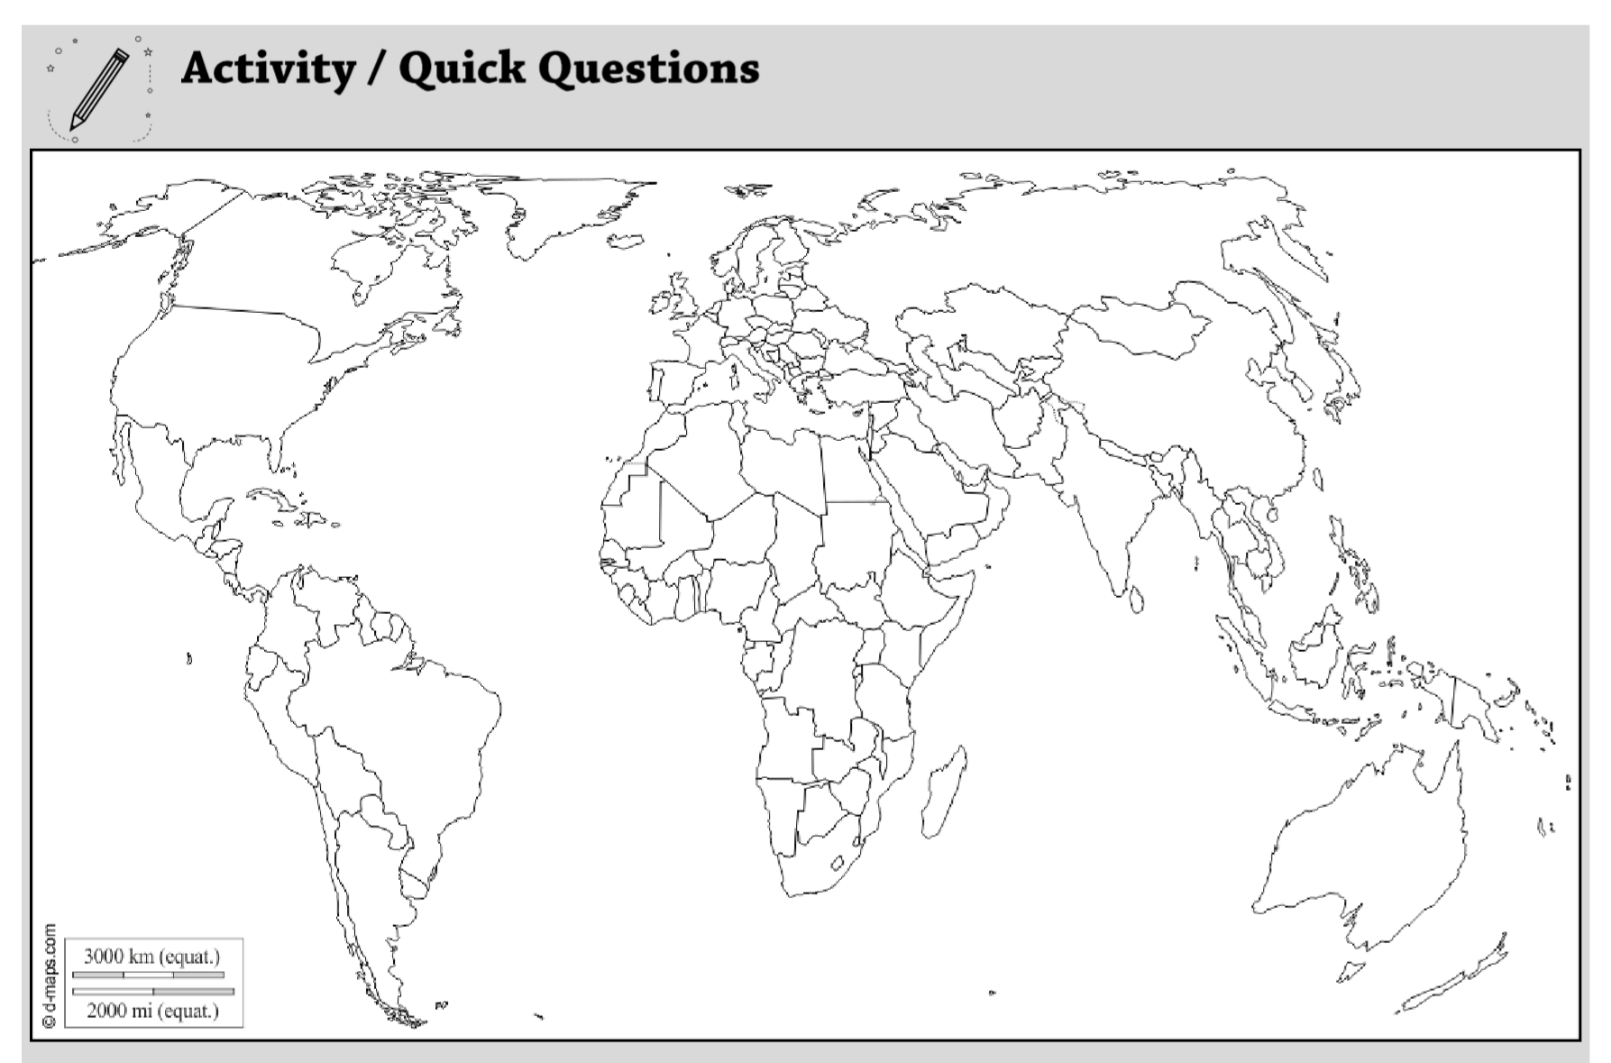 Activity / Quick Questions
© d-maps.com
3000 km (equat.)
2000 mi (equat.)